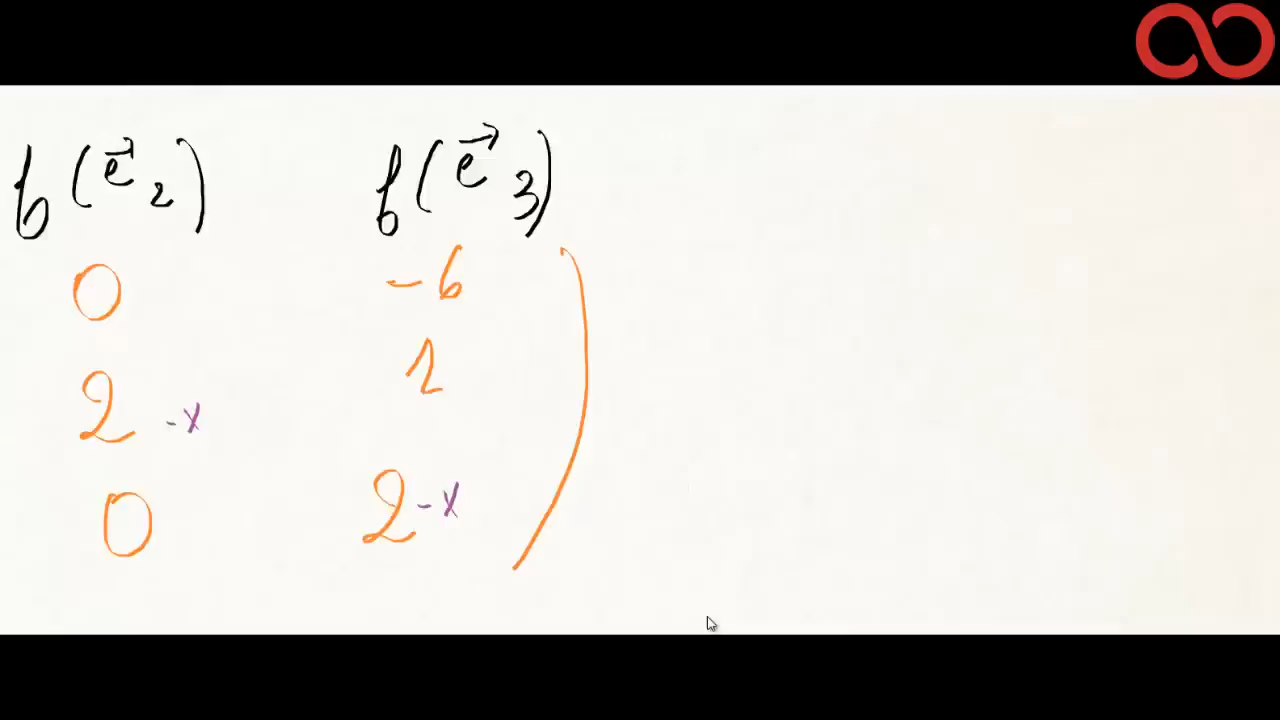 f(e⃗ 2) f(e⃗ 3)
0 -6
2 -x 1
0 2 -x